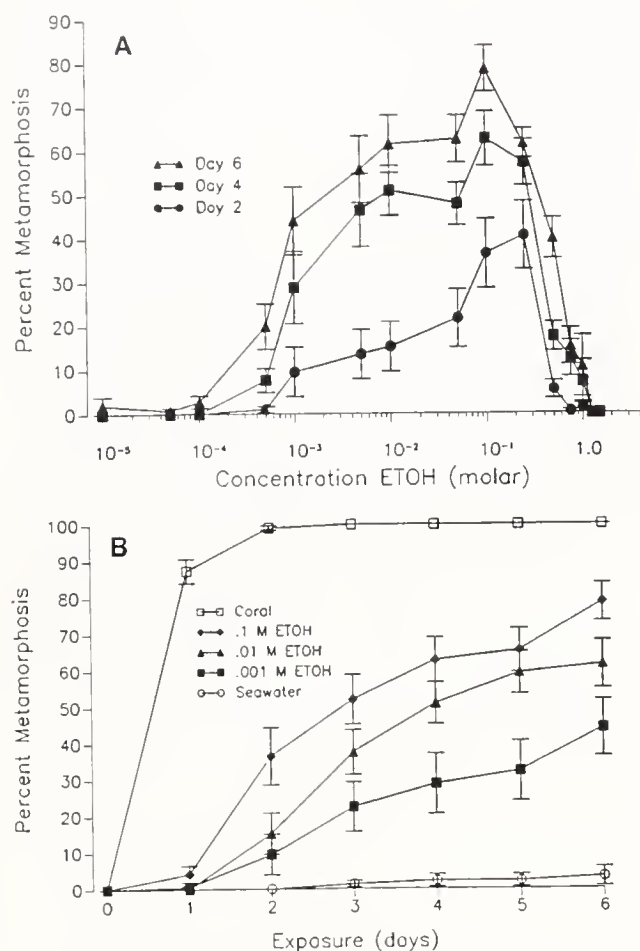 A
90
80
70
60
50
40
30
20
10
0
Percent Metamorphosis
Day 6
Day 4
Day 2
10⁻⁵ 10⁻⁴ 10⁻³ 10⁻² 10⁻¹ 1.0
Concentration ETOH (molar)
B
100
90
80
70
60
50
40
30
20
10
0
Percent Metamorphosis
Coral
.1 M ETOH
.01 M ETOH
.001 M ETOH
Seawater
0 1 2 3 4 5 6
Exposure (days)